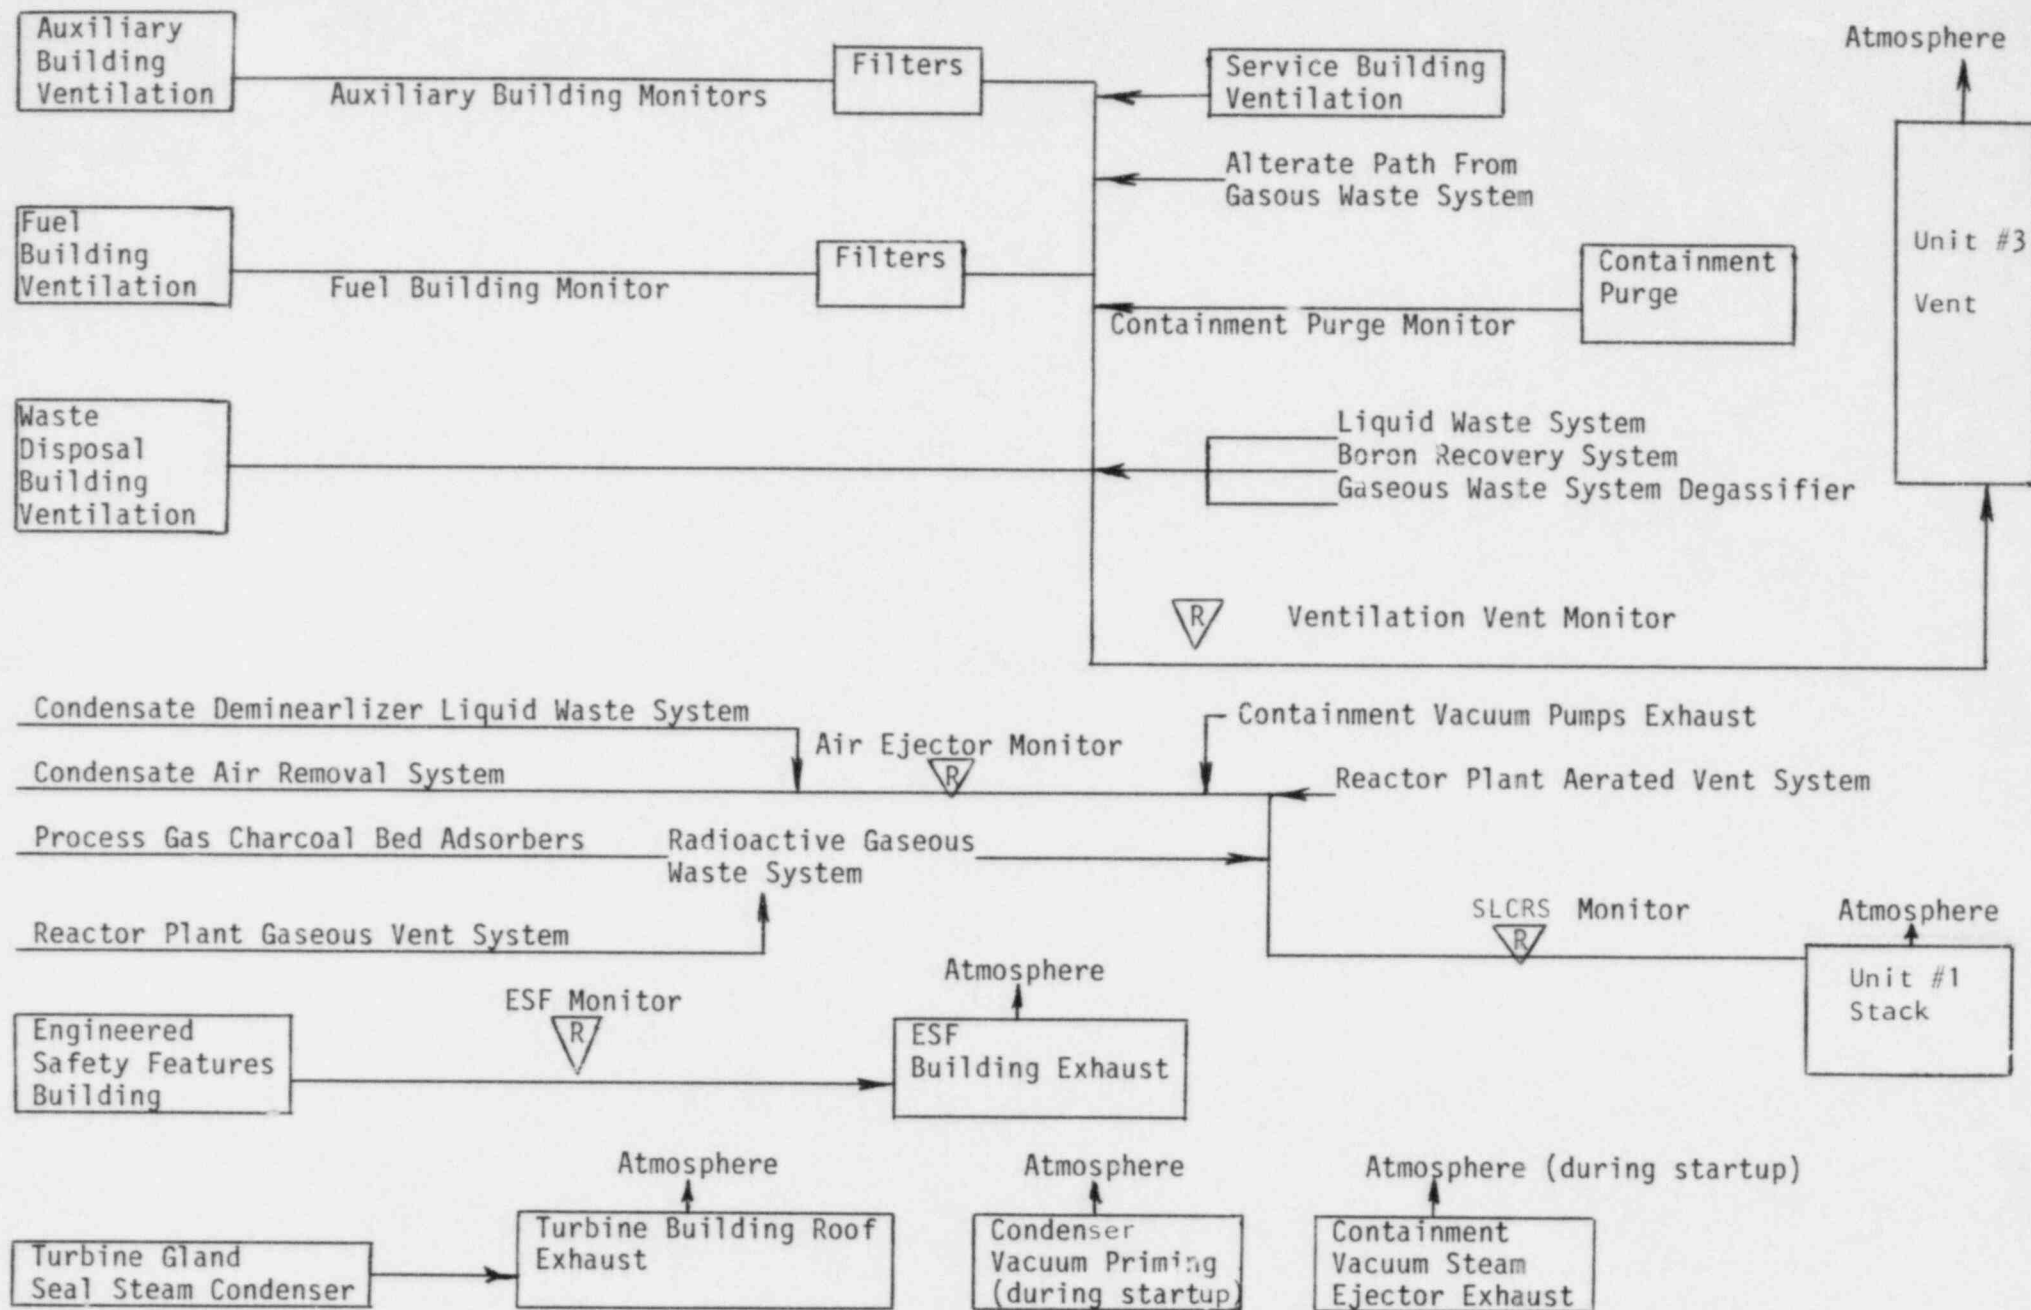 Auxiliary
Building
Ventilation
Auxiliary Building Monitors
Filters
Service Building
Ventilation
Atmosphere
Alterate Path From
Gasous Waste System
Fuel
Building
Ventilation
Fuel Building Monitor
Filters
Containment
Purge
Containment Purge Monitor
Unit #3
Vent
Waste
Disposal
Building
Ventilation
Liquid Waste System
Boron Recovery System
Gaseous Waste System Degassifier
R
Ventilation Vent Monitor
Condensate Deminearlizer Liquid Waste System
Air Ejector Monitor
R
Containment Vacuum Pumps Exhaust
Condensate Air Removal System
Reactor Plant Aerated Vent System
Process Gas Charcoal Bed Adsorbers
Radioactive Gaseous
Waste System
Reactor Plant Gaseous Vent System
SLCRS Monitor
R
Atmosphere
Unit #1
Stack
Engineered
Safety Features
Building
ESF Monitor
R
Atmosphere
ESF
Building Exhaust
Turbine Gland
Seal Steam Condenser
Atmosphere
Turbine Building Roof
Exhaust
Atmosphere
Condenser
Vacuum Priming
(during startup)
Atmosphere (during startup)
Containment
Vacuum Steam
Ejector Exhaust